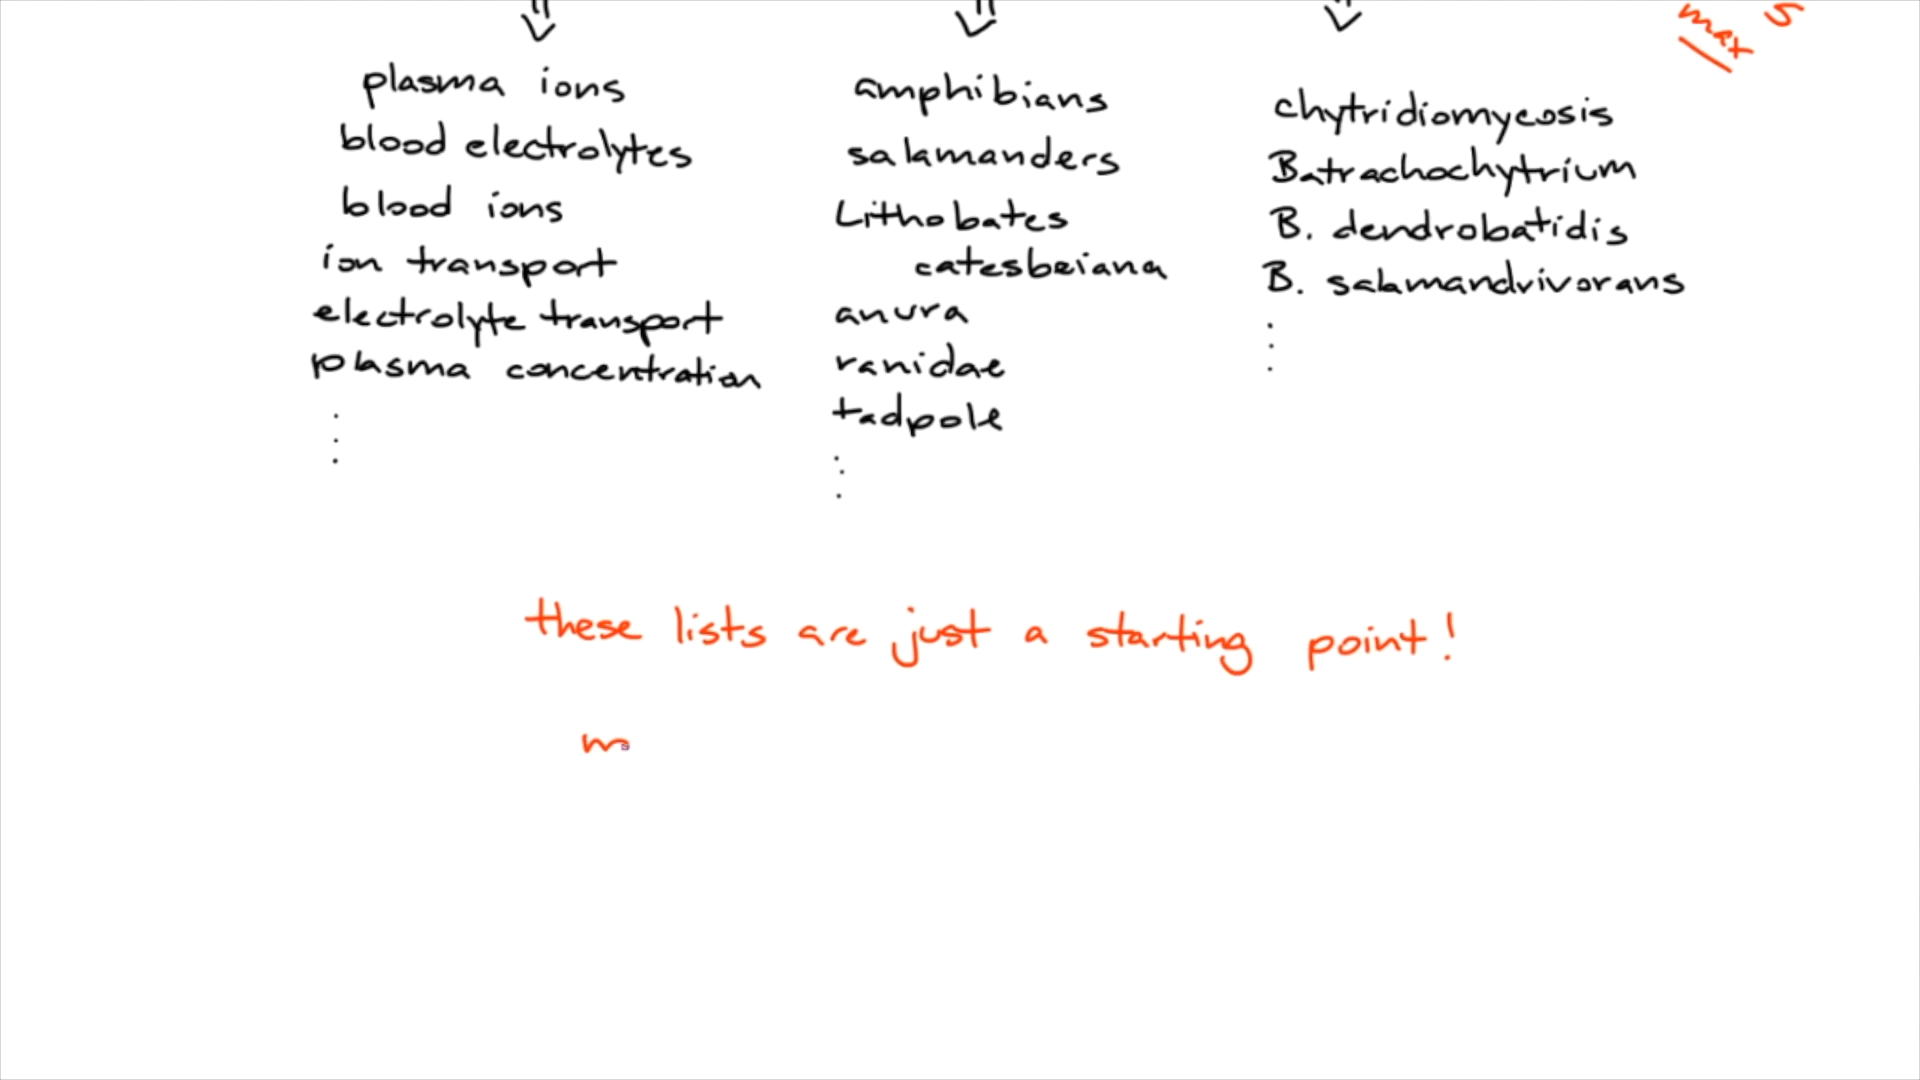 max 5
plasma ions
blood electrolytes
blood ions
ion transport
electrolyte transport
plasma concentration
amphibians
salamanders
Lithobates
catesbeiana
anura
ranidae
tadpole
chytridiomycosis
Batrachochytrium
B. dendrobatidis
B. salamandrivorans
these lists are just a starting point!
m